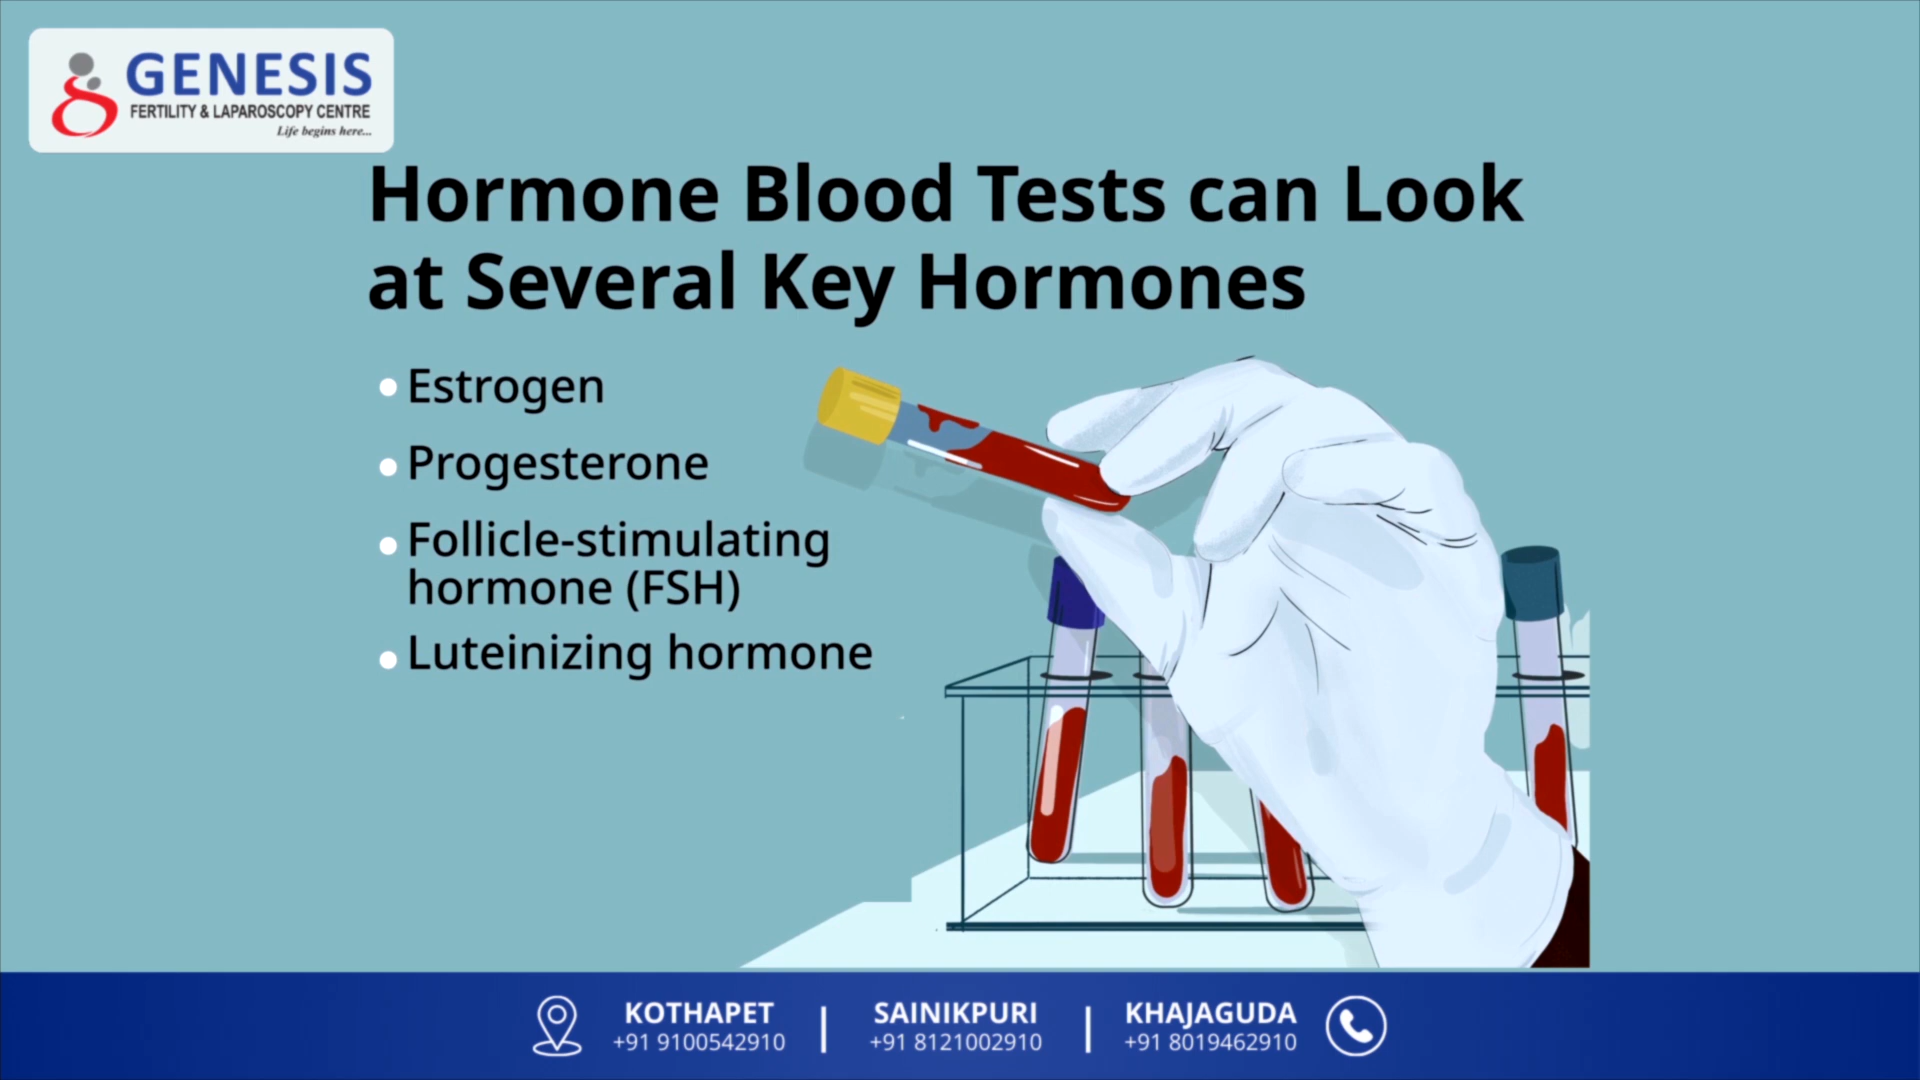 GENESIS
FERTILITY & LAPAROSCOPY CENTRE
Life begins here...
Hormone Blood Tests can Look
at Several Key Hormones
Estrogen
Progesterone
Follicle-stimulating
hormone (FSH)
Luteinizing hormone
KOTHAPET
+91 9100542910
SAINIKPURI
+91 8121002910
KHAJAGUDA
+91 8019462910